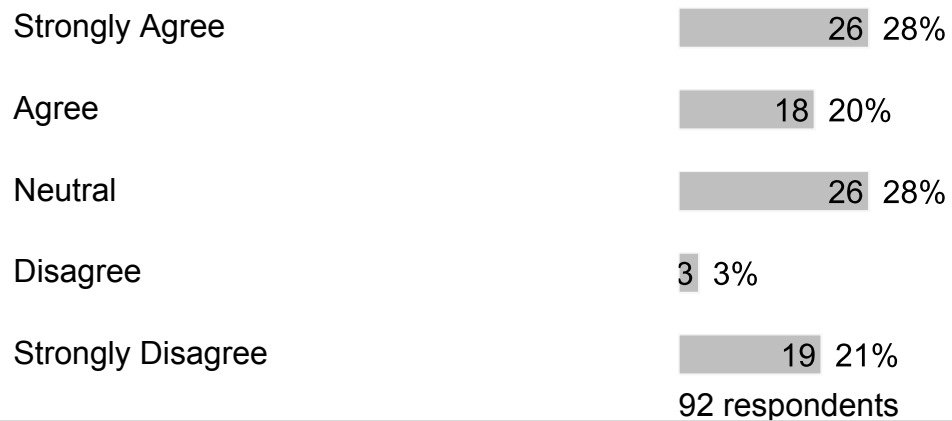 Strongly Agree 26 28%
Agree 18 20%
Neutral 26 28%
Disagree 3 3%
Strongly Disagree 19 21%
92 respondents